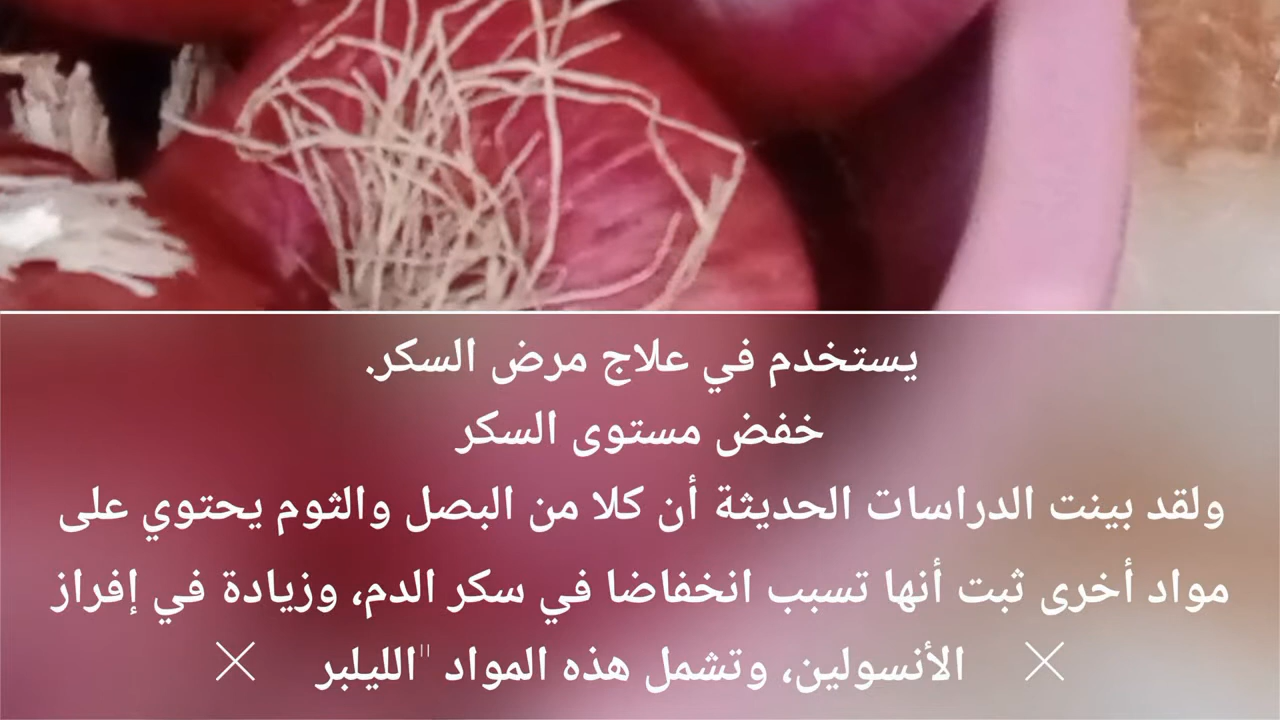 يستخدم في علاج مرض السكر.
خفض مستوى السكر
ولقد بينت الدراسات الحديثة أن كلا من البصل والثوم يحتوي على
مواد أخرى ثبت أنها تسبب انخفاضا في سكر الدم، وزيادة في إفراز
الأنسولين، وتشمل هذه المواد "الليلبر